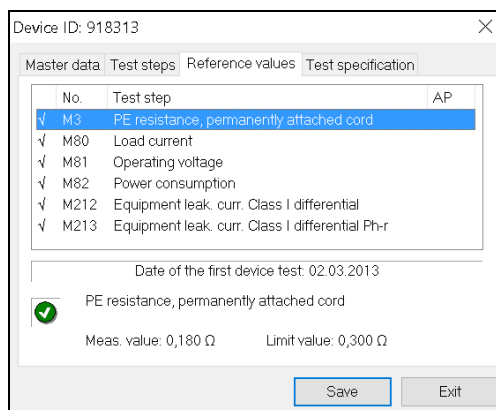 Device ID: 918313
Master data Test steps Reference values Test specification
No. Test step AP
√ M3 PE resistance, permanently attached cord
√ M80 Load current
√ M81 Operating voltage
√ M82 Power consumption
√ M212 Equipment leak. curr. Class I differential
√ M213 Equipment leak. curr. Class I differential Ph-r
Date of the first device test: 02.03.2013
PE resistance, permanently attached cord
Meas. value: 0,180 Ω Limit value: 0,300 Ω
Save Exit